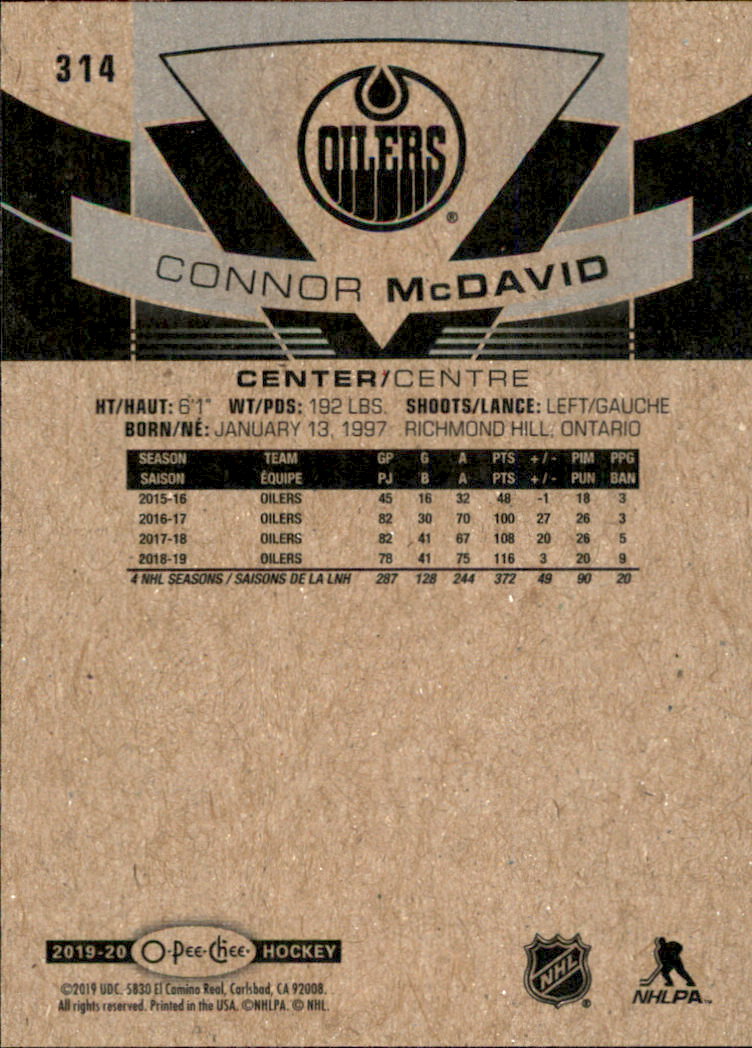 314
OILERS
®
CONNOR McDAVID
CENTER/CENTRE
HT/HAUT: 6'1" WT/PDS: 192 LBS. SHOOTS/LANCE: LEFT/GAUCHE
BORN/NÉ: JANUARY 13, 1997 RICHMOND HILL, ONTARIO
SEASON TEAM GP G A PTS +/- PIM PPG
SAISON ÉQUIPE PJ B A PTS +/- PUN BAN
2015-16 OILERS 45 16 32 48 -1 18 3
2016-17 OILERS 82 30 70 100 27 26 3
2017-18 OILERS 82 41 67 108 20 26 5
2018-19 OILERS 78 41 75 116 3 20 9
4 NHL SEASONS / SAISONS DE LA LNH 287 128 244 372 49 90 20
2019-20 O-Pee-Chee HOCKEY
©2019 UDC. 5830 El Camino Real, Carlsbad, CA 92008.
All rights reserved. Printed in the USA. ©NHLPA. © NHL.
NHL ®
NHLPA™